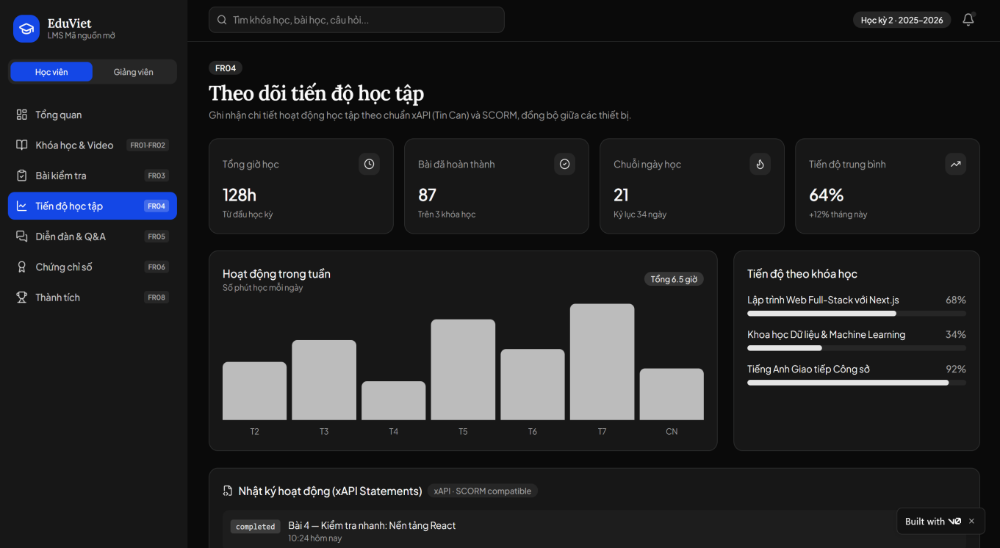 EduViet
LMS Mã nguồn mở
Học viên
Giảng viên
Tổng quan
Khóa học & Video FR01-FR02
Bài kiểm tra FR03
Tiến độ học tập FR04
Diễn đàn & Q&A FR05
Chứng chỉ số FR06
Thành tích FR08
Tìm khóa học, bài học, câu hỏi...
Học kỳ 2 · 2025–2026
FR04
Theo dõi tiến độ học tập
Ghi nhận chi tiết hoạt động học tập theo chuẩn xAPI (Tin Can) và SCORM, đồng bộ giữa các thiết bị.
Tổng giờ học
128h
Từ đầu học kỳ
Bài đã hoàn thành
87
Trên 3 khóa học
Chuỗi ngày học
21
Kỷ lục 34 ngày
Tiến độ trung bình
64%
+12% tháng này
Hoạt động trong tuần
Số phút học mỗi ngày
Tổng 6.5 giờ
T2 T3 T4 T5 T6 T7 CN
Tiến độ theo khóa học
Lập trình Web Full-Stack với Next.js 68%
Khoa học Dữ liệu & Machine Learning 34%
Tiếng Anh Giao tiếp Công sở 92%
Nhật ký hoạt động (xAPI Statements) xAPI · SCORM compatible
completed Bài 4 — Kiểm tra nhanh: Nền tảng React
10:24 hôm nay
Built with v0